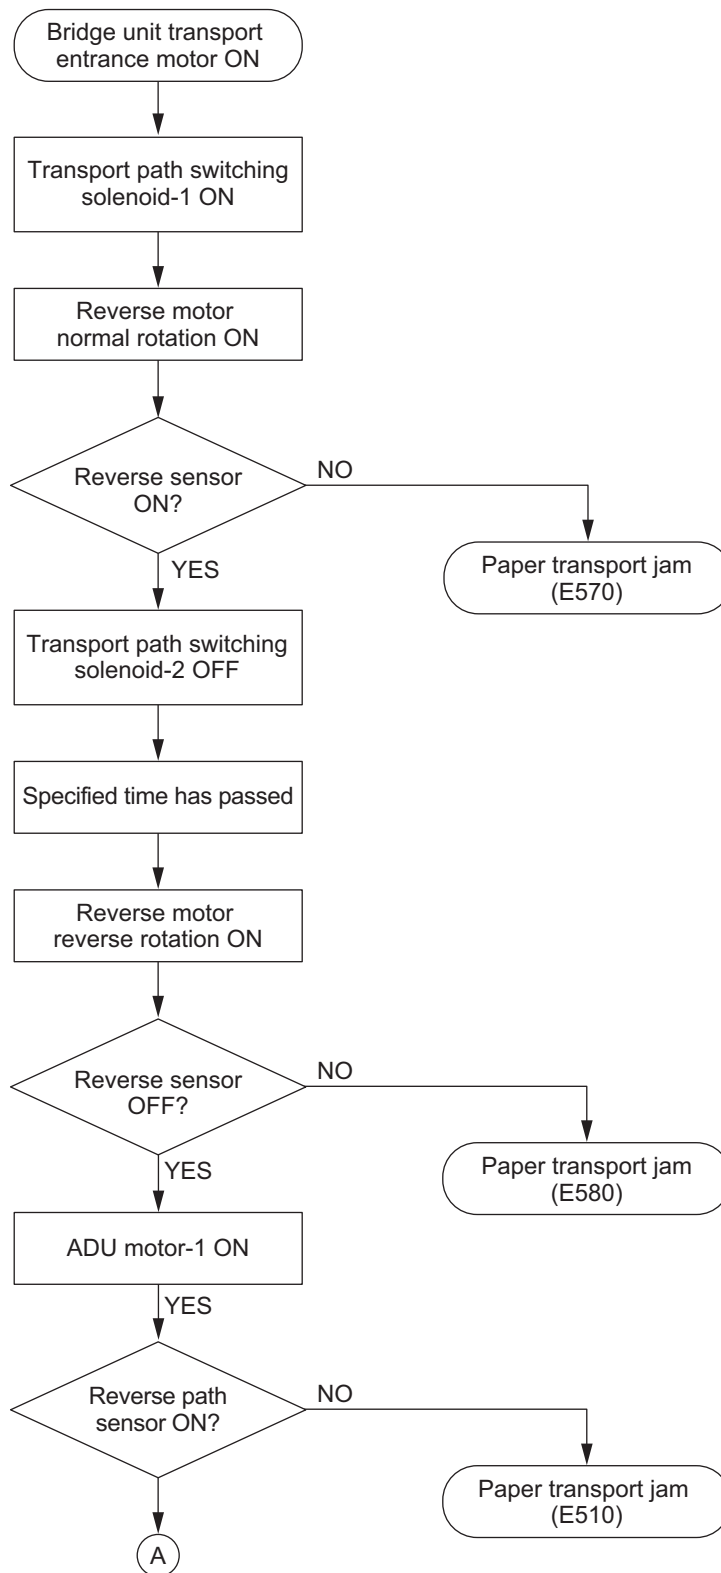 Bridge unit transport
entrance motor ON
Transport path switching
solenoid-1 ON
Reverse motor
normal rotation ON
Reverse sensor
ON?
NO
YES
Paper transport jam
(E570)
Transport path switching
solenoid-2 OFF
Specified time has passed
Reverse motor
reverse rotation ON
Reverse sensor
OFF?
NO
YES
Paper transport jam
(E580)
ADU motor-1 ON
YES
Reverse path
sensor ON?
NO
Paper transport jam
(E510)
A